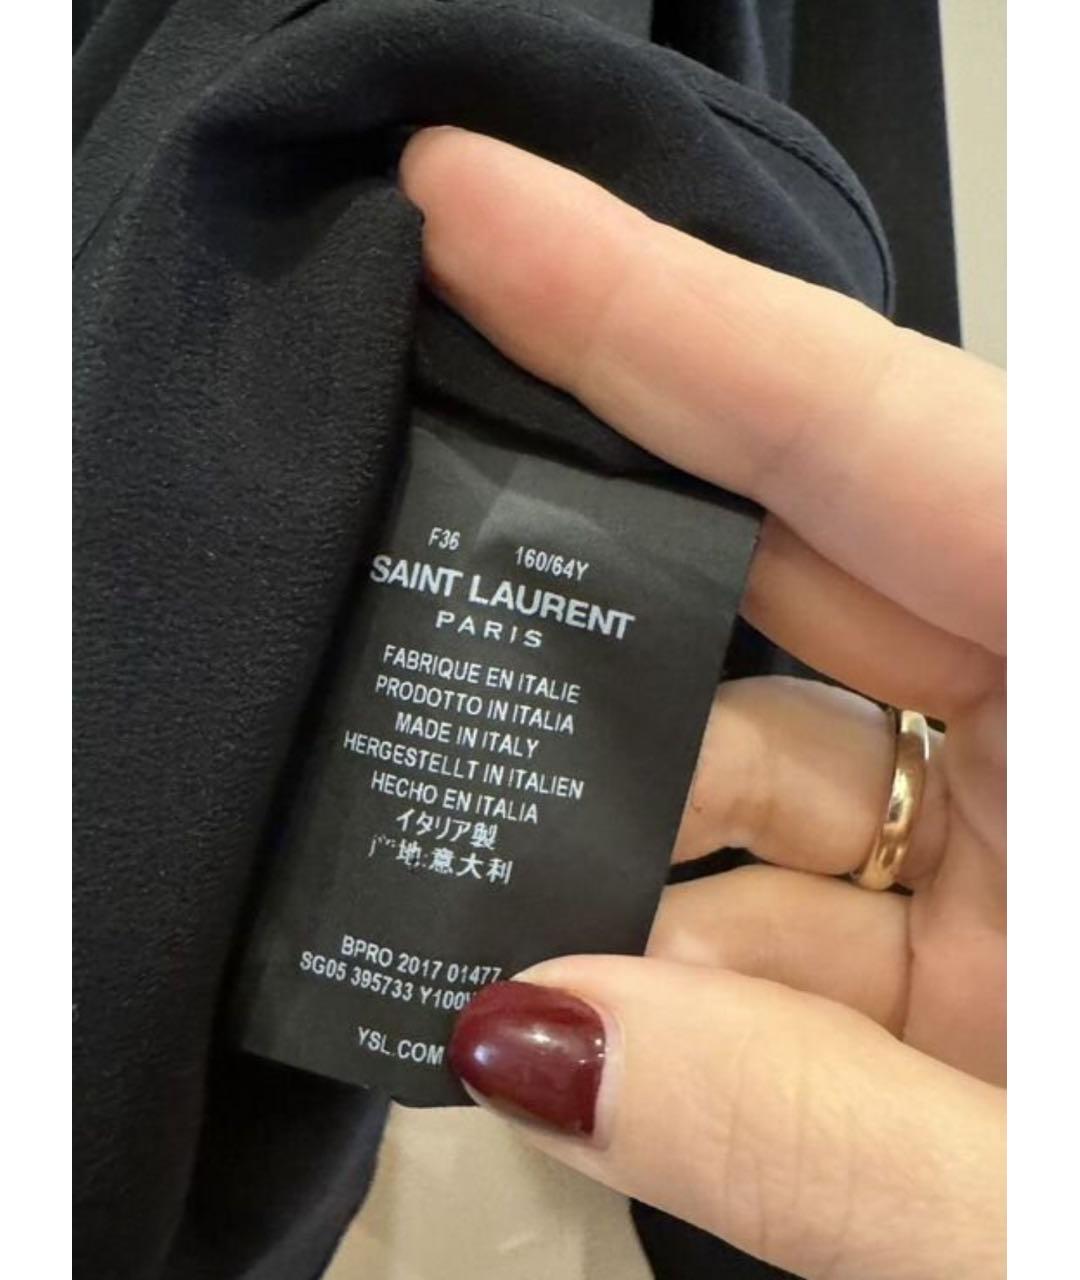 F36 160/64Y
SAINT LAURENT
PARIS
FABRIQUE EN ITALIE
PRODOTTO IN ITALIA
MADE IN ITALY
HERGESTELLT IN ITALIEN
HECHO EN ITALIA
イタリア製
地:意大利
BPRO 2017 01477
SG05 395733 Y100
YSL.COM